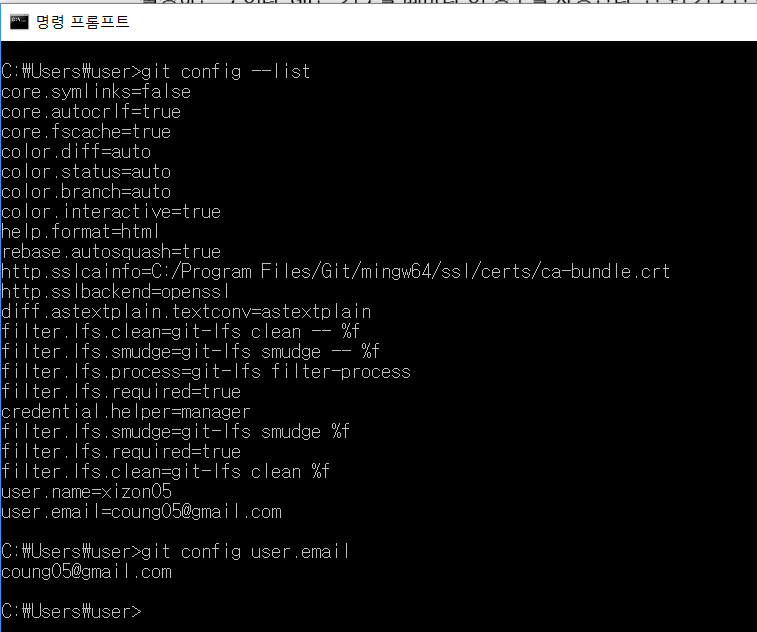 명령 프롬프트
C:₩Users₩user>git config --list
core.symlinks=false
core.autocrlf=true
core.fscache=true
color.diff=auto
color.status=auto
color.branch=auto
color.interactive=true
help.format=html
rebase.autosquash=true
http.sslcainfo=C:/Program Files/Git/mingw64/ssl/certs/ca-bundle.crt
http.sslbackend=openssl
diff.astextplain.textconv=astextplain
filter.lfs.clean=git-lfs clean -- %f
filter.lfs.smudge=git-lfs smudge -- %f
filter.lfs.process=git-lfs filter-process
filter.lfs.required=true
credential.helper=manager
filter.lfs.smudge=git-lfs smudge %f
filter.lfs.required=true
filter.lfs.clean=git-lfs clean %f
user.name=xizon05
user.email=coung05@gmail.com
C:₩Users₩user>git config user.email
coung05@gmail.com
C:₩Users₩user>